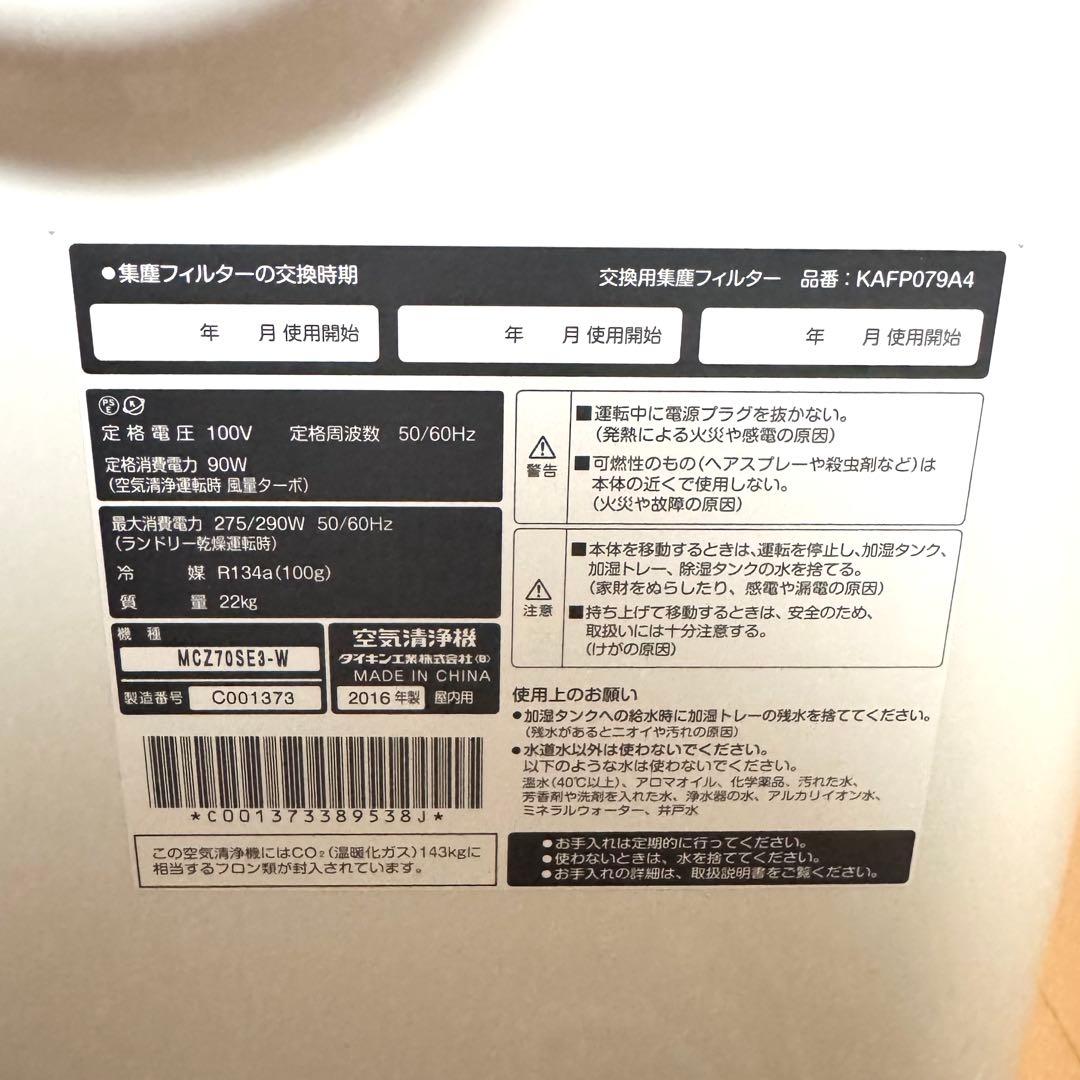 ●集塵フィルターの交換時期
交換用集塵フィルター 品番：KAFP079A4
年 月 使用開始
年 月 使用開始
年 月 使用開始
PSE
定格電圧 100V 定格周波数 50/60Hz
定格消費電力 90W
(空気清浄運転時 風量ターボ)
最大消費電力 275/290W 50/60Hz
(ランドリー乾燥運転時)
冷 媒 R134a(100g)
質 量 22kg
機 種
MCZ70SE3-W
製造番号 C001373
空気清浄機
ダイキン工業株式会社(B)
MADE IN CHINA
2016年製 屋内用
*C001373389538J*
この空気清浄機にはCO₂(温暖化ガス)143kgに
相当するフロン類が封入されています。
警告
■運転中に電源プラグを抜かない。
(発熱による火災や感電の原因)
■可燃性のもの(ヘアスプレーや殺虫剤など)は
本体の近くで使用しない。
(火災や故障の原因)
注意
■本体を移動するときは、運転を停止し、加湿タンク、
加湿トレー、除湿タンクの水を捨てる。
(家財をぬらしたり、感電や漏電の原因)
■持ち上げて移動するときは、安全のため、
取扱いには十分注意する。
(けがの原因)
使用上のお願い
●加湿タンクへの給水時に加湿トレーの残水を捨ててください。
(残水があるとニオイや汚れの原因)
●水道水以外は使わないでください。
以下のような水は使わないでください。
温水(40℃以上)、アロマオイル、化学薬品、汚れた水、
芳香剤や洗剤を入れた水、浄水器の水、アルカリイオン水、
ミネラルウォーター、井戸水
●お手入れは定期的に行ってください。
●使わないときは、水を捨ててください。
●お手入れの詳細は、取扱説明書をご覧ください。